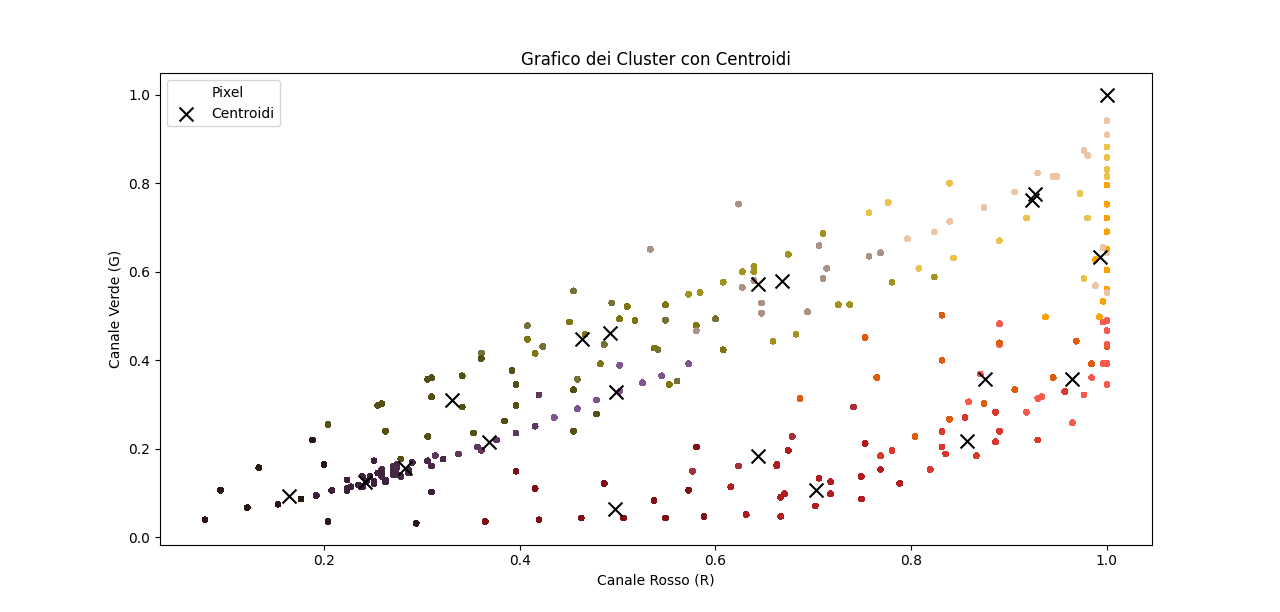 Grafico dei Cluster con Centroidi
Pixel
Centroidi
Canale Verde (G)
1.0
0.8
0.6
0.4
0.2
0.0
0.2 0.4 0.6 0.8 1.0
Canale Rosso (R)